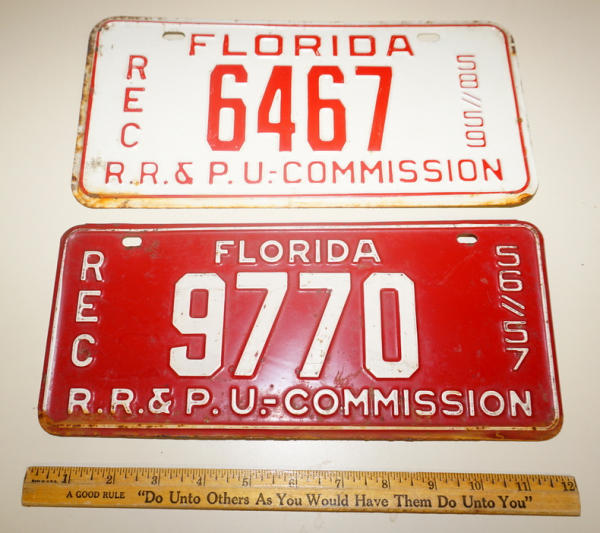 FLORIDA
REC 6467 58//59
R.R.& P. U.-COMMISSION
FLORIDA
REC 9770 56//57
R.R.& P. U.-COMMISSION
1 2 3 4 5 6 7 8 9 10 11 12
A GOOD RULE "Do Unto Others As You Would Have Them Do Unto You"